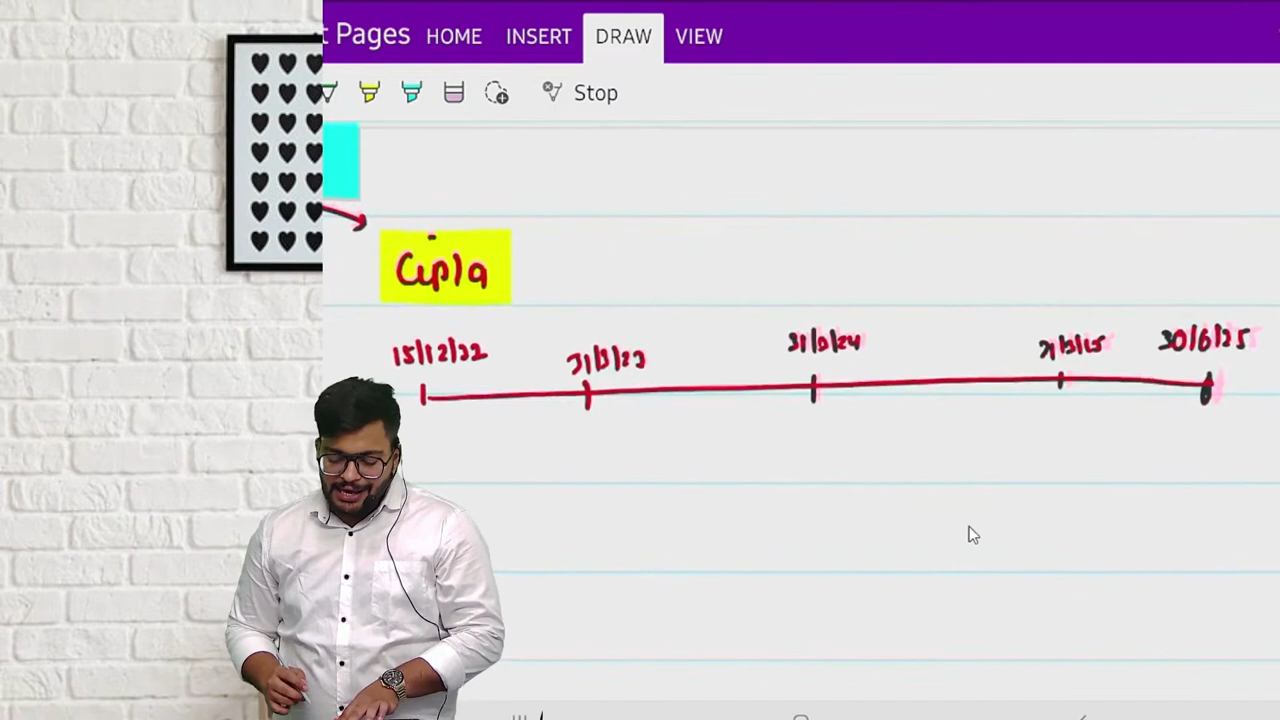 t Pages HOME INSERT DRAW VIEW
Stop
Cipla
15/12/22 31/3/23 31/3/24 31/3/25 30/6/25